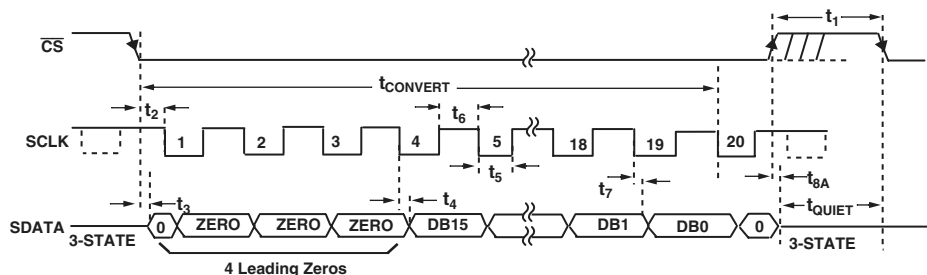 t1
CS
tCONVERT
t2
t6
SCLK
1 2 3 4 5 18 19 20
t5
t7
t8A
t3
t4
tQUIET
SDATA
0 ZERO ZERO ZERO DB15 DB1 DB0 0
3-STATE
3-STATE
4 Leading Zeros